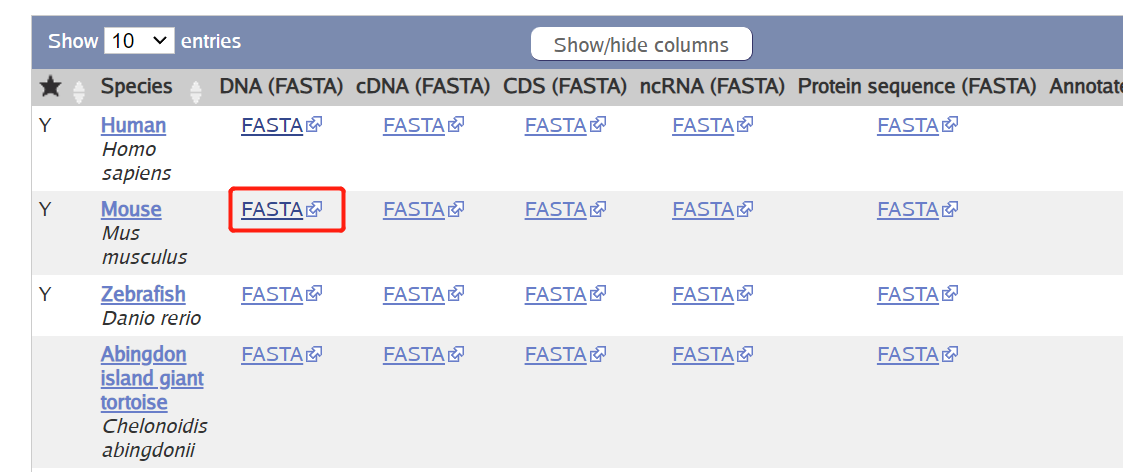 Show 10 entries Show/hide columns
Species DNA (FASTA) cDNA (FASTA) CDS (FASTA) ncRNA (FASTA) Protein sequence (FASTA) Annotate
Y Human FASTA FASTA FASTA FASTA FASTA
Homo
sapiens
Y Mouse FASTA FASTA FASTA FASTA FASTA
Mus
musculus
Y Zebrafish FASTA FASTA FASTA FASTA FASTA
Danio rerio
Abingdon FASTA FASTA FASTA FASTA FASTA
island giant
tortoise
Chelonoidis
abingdonii